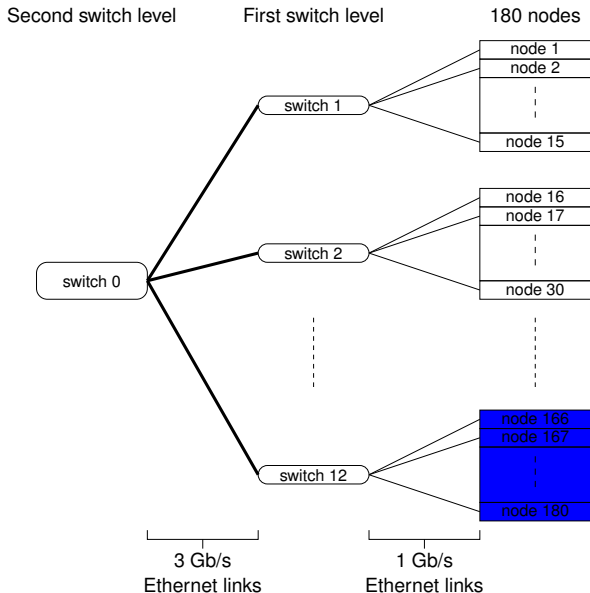 Second switch level
First switch level
180 nodes
node 1
node 2
switch 1
node 15
node 16
node 17
switch 2
switch 0
node 30
node 166
node 167
switch 12
node 180
3 Gb/s
Ethernet links
1 Gb/s
Ethernet links